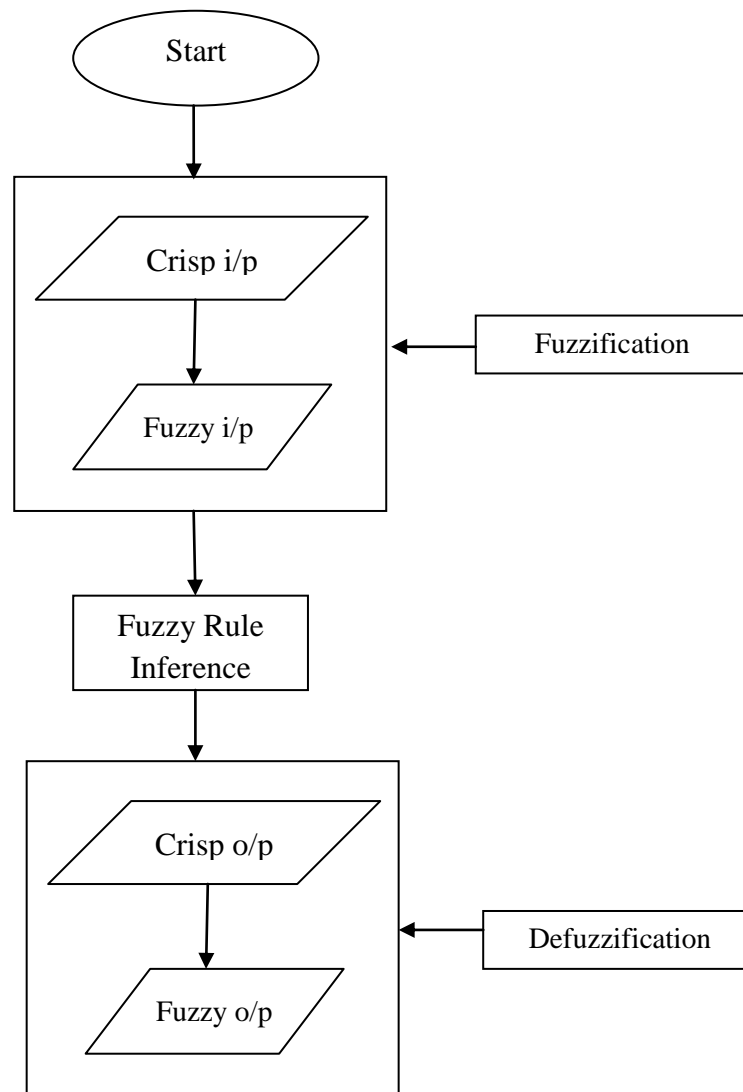 Start
Crisp i/p
Fuzzification
Fuzzy i/p
Fuzzy Rule
Inference
Crisp o/p
Defuzzification
Fuzzy o/p